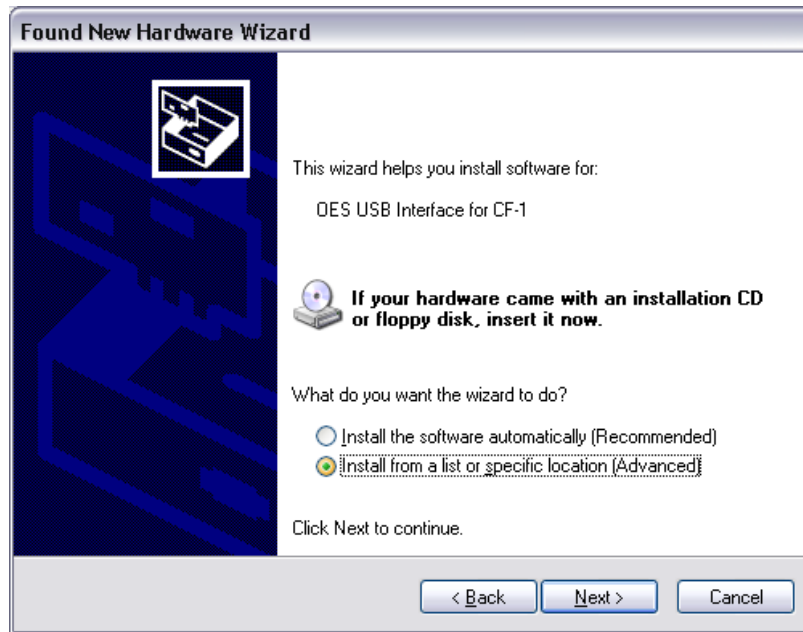 Found New Hardware Wizard
This wizard helps you install software for:
OES USB Interface for CF-1
If your hardware came with an installation CD
or floppy disk, insert it now.
What do you want the wizard to do?
Install the software automatically (Recommended)
Install from a list or specific location (Advanced)
Click Next to continue.
< Back Next > Cancel